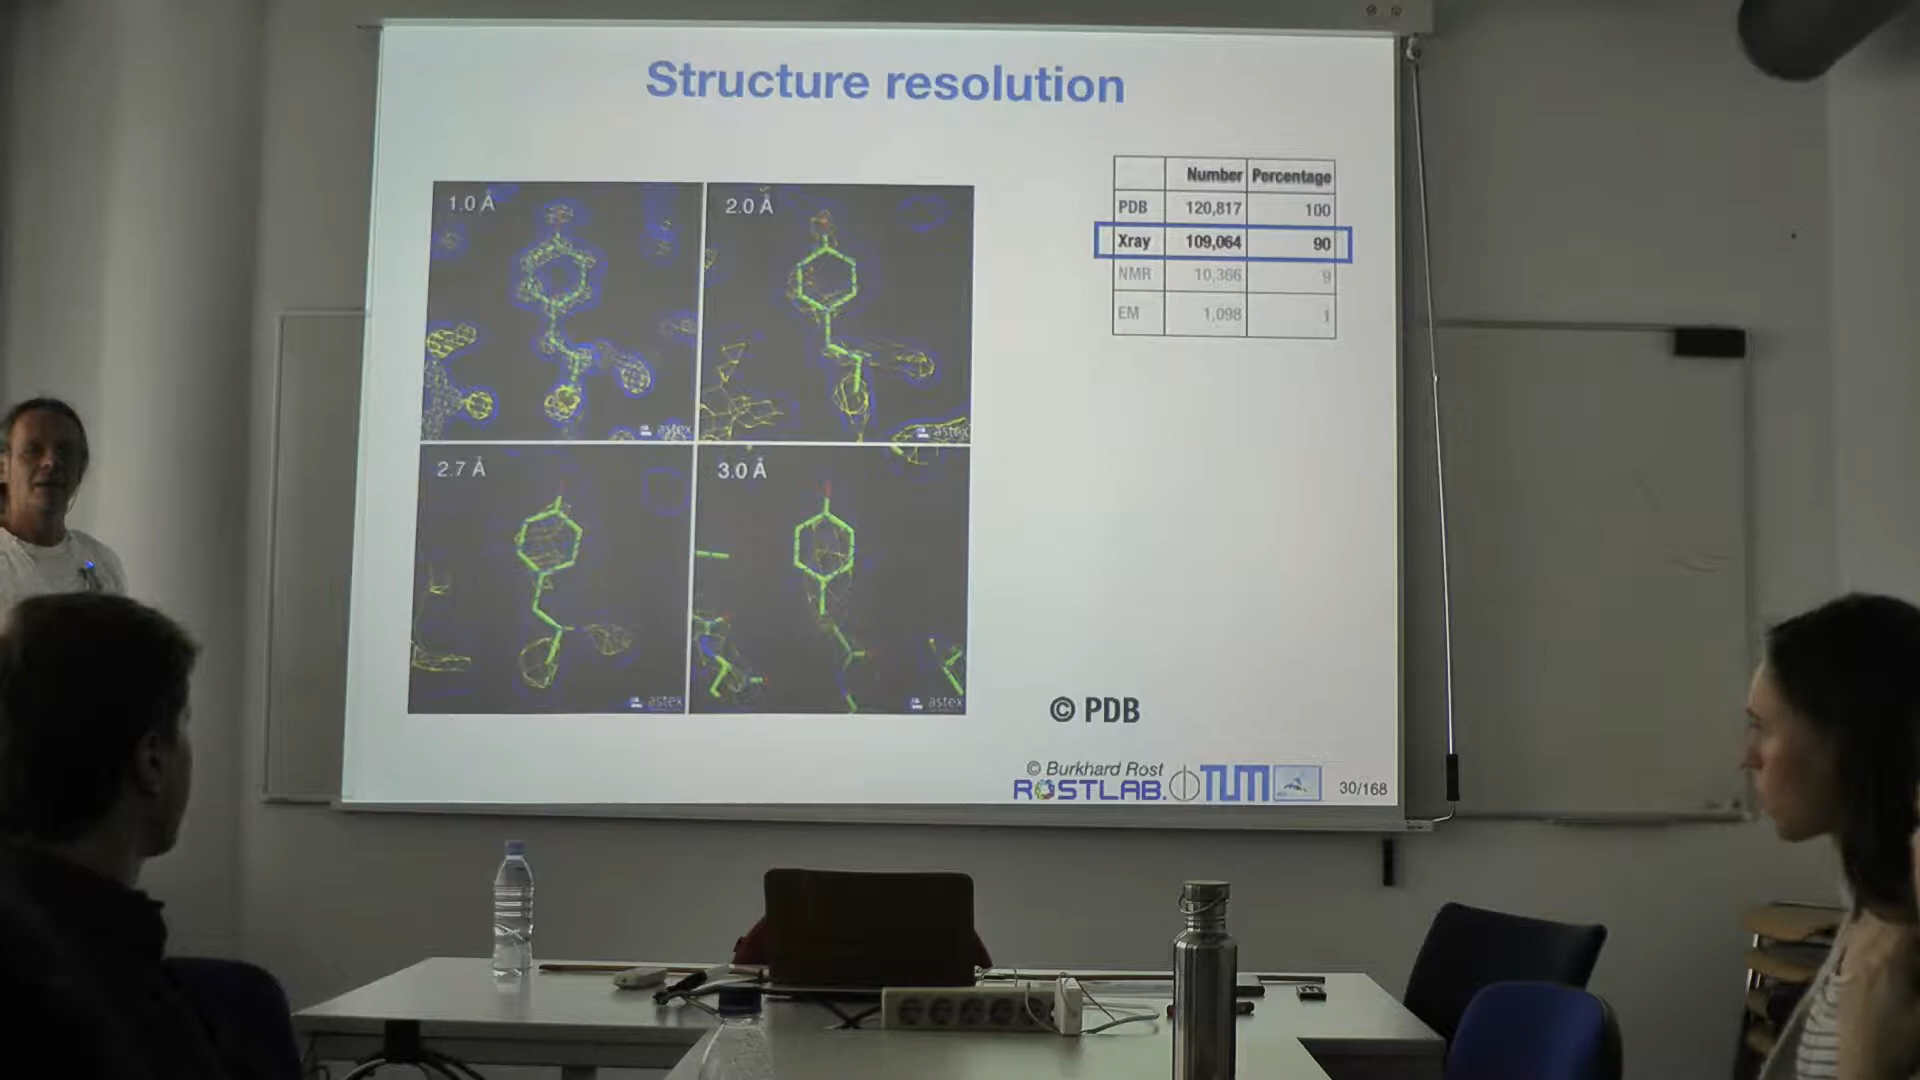 Structure resolution
1.0 Å
2.0 Å
astex
astex
2.7 Å
3.0 Å
astex
astex
Number Percentage
PDB 120,817 100
Xray 109,064 90
NMR 10,366 9
EM 1,098 1
© PDB
© Burkhard Rost
ROSTLAB. TUM
30/168